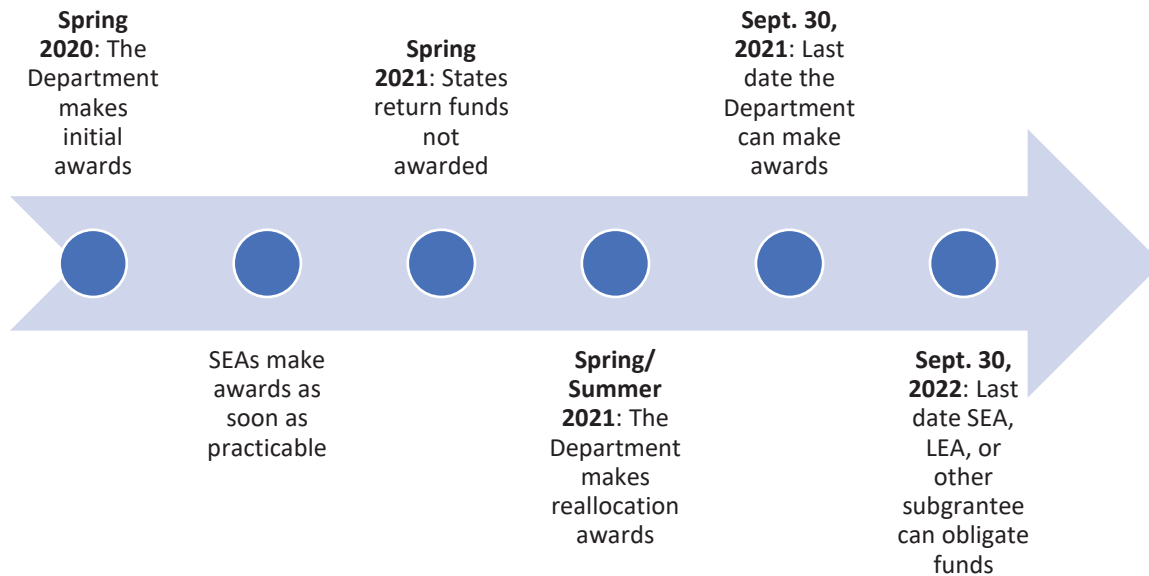 Spring
2020: The
Department
makes
initial
awards
SEAs make
awards as
soon as
practicable
Spring
2021: States
return funds
not
awarded
Spring/
Summer
2021: The
Department
makes
reallocation
awards
Sept. 30,
2021: Last
date the
Department
can make
awards
Sept. 30,
2022: Last
date SEA,
LEA, or
other
subgrantee
can obligate
funds